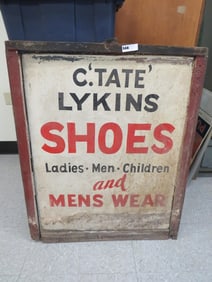 C. 'TATE'
LYKINS
SHOES
Ladies · Men · Children
and
MENS WEAR